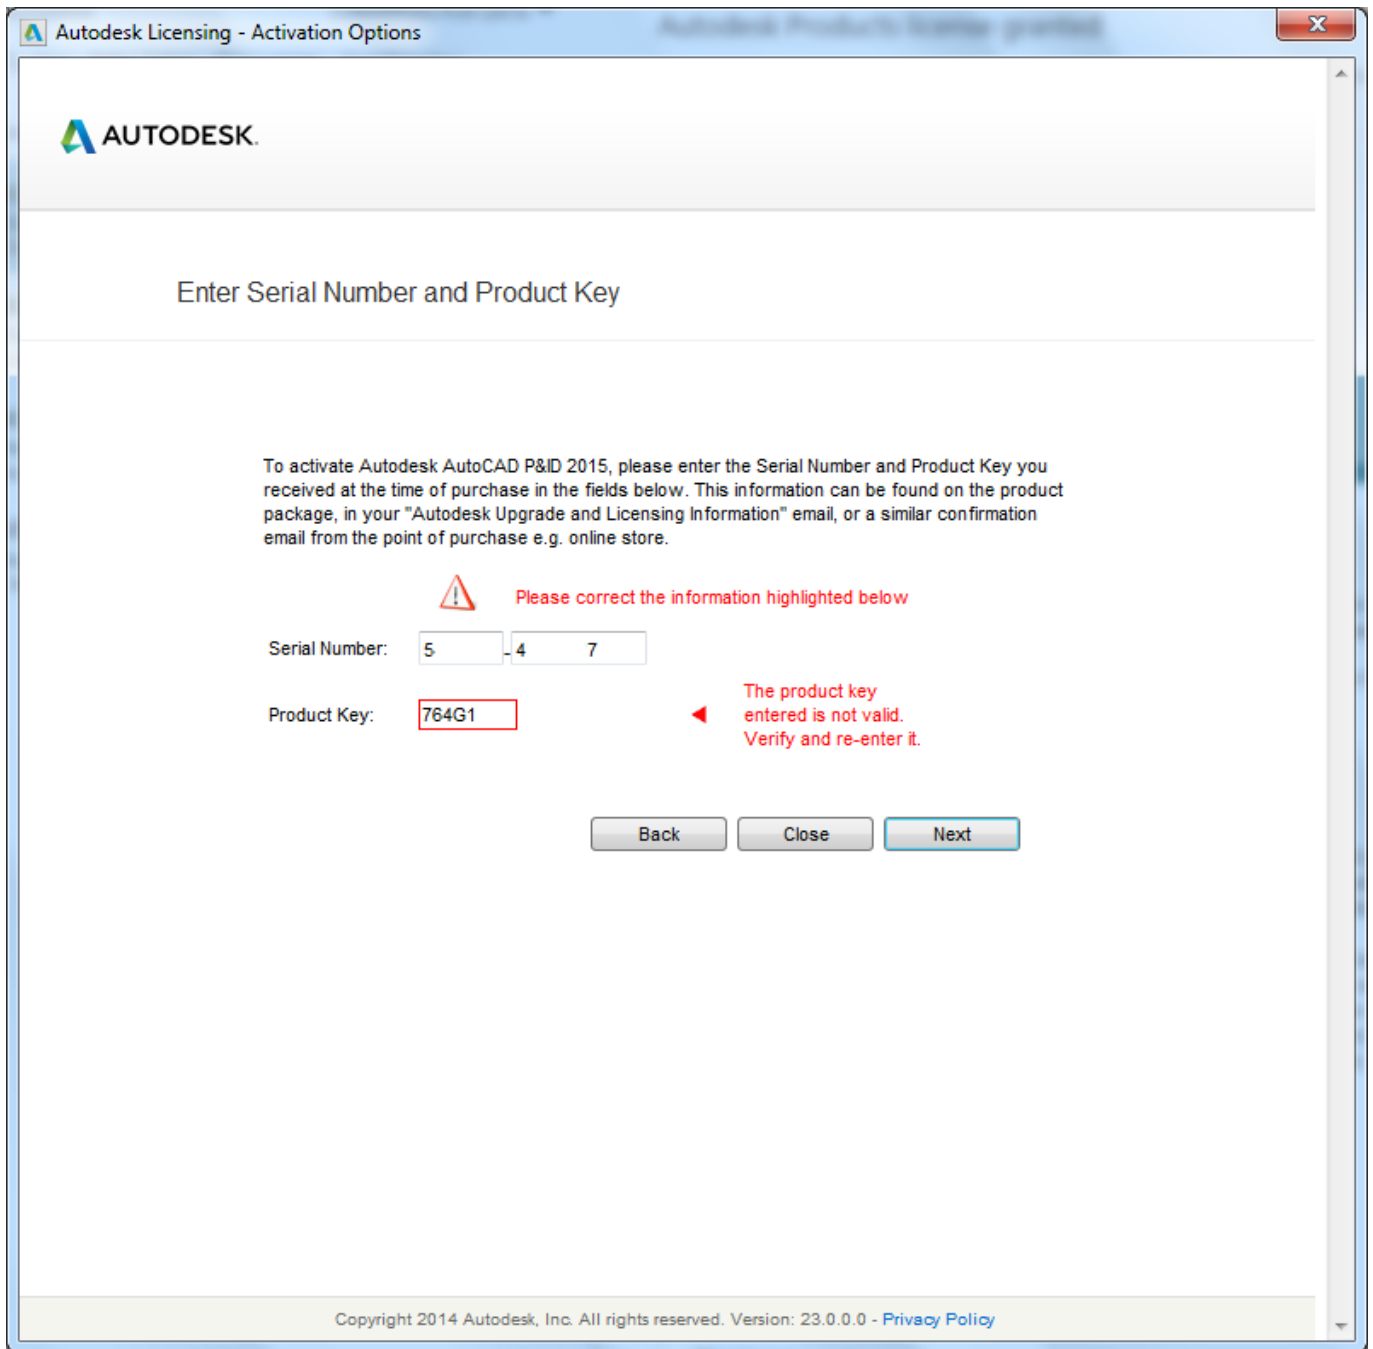 Autodesk Licensing - Activation Options
Autodesk Products license granted
AUTODESK.
Enter Serial Number and Product Key
To activate Autodesk AutoCAD P&ID 2015, please enter the Serial Number and Product Key you
received at the time of purchase in the fields below. This information can be found on the product
package, in your "Autodesk Upgrade and Licensing Information" email, or a similar confirmation
email from the point of purchase e.g. online store.
Please correct the information highlighted below
Serial Number: 5 - 4 7
Product Key: 764G1
The product key
entered is not valid.
Verify and re-enter it.
Back Close Next
Copyright 2014 Autodesk, Inc. All rights reserved. Version: 23.0.0.0 - Privacy Policy